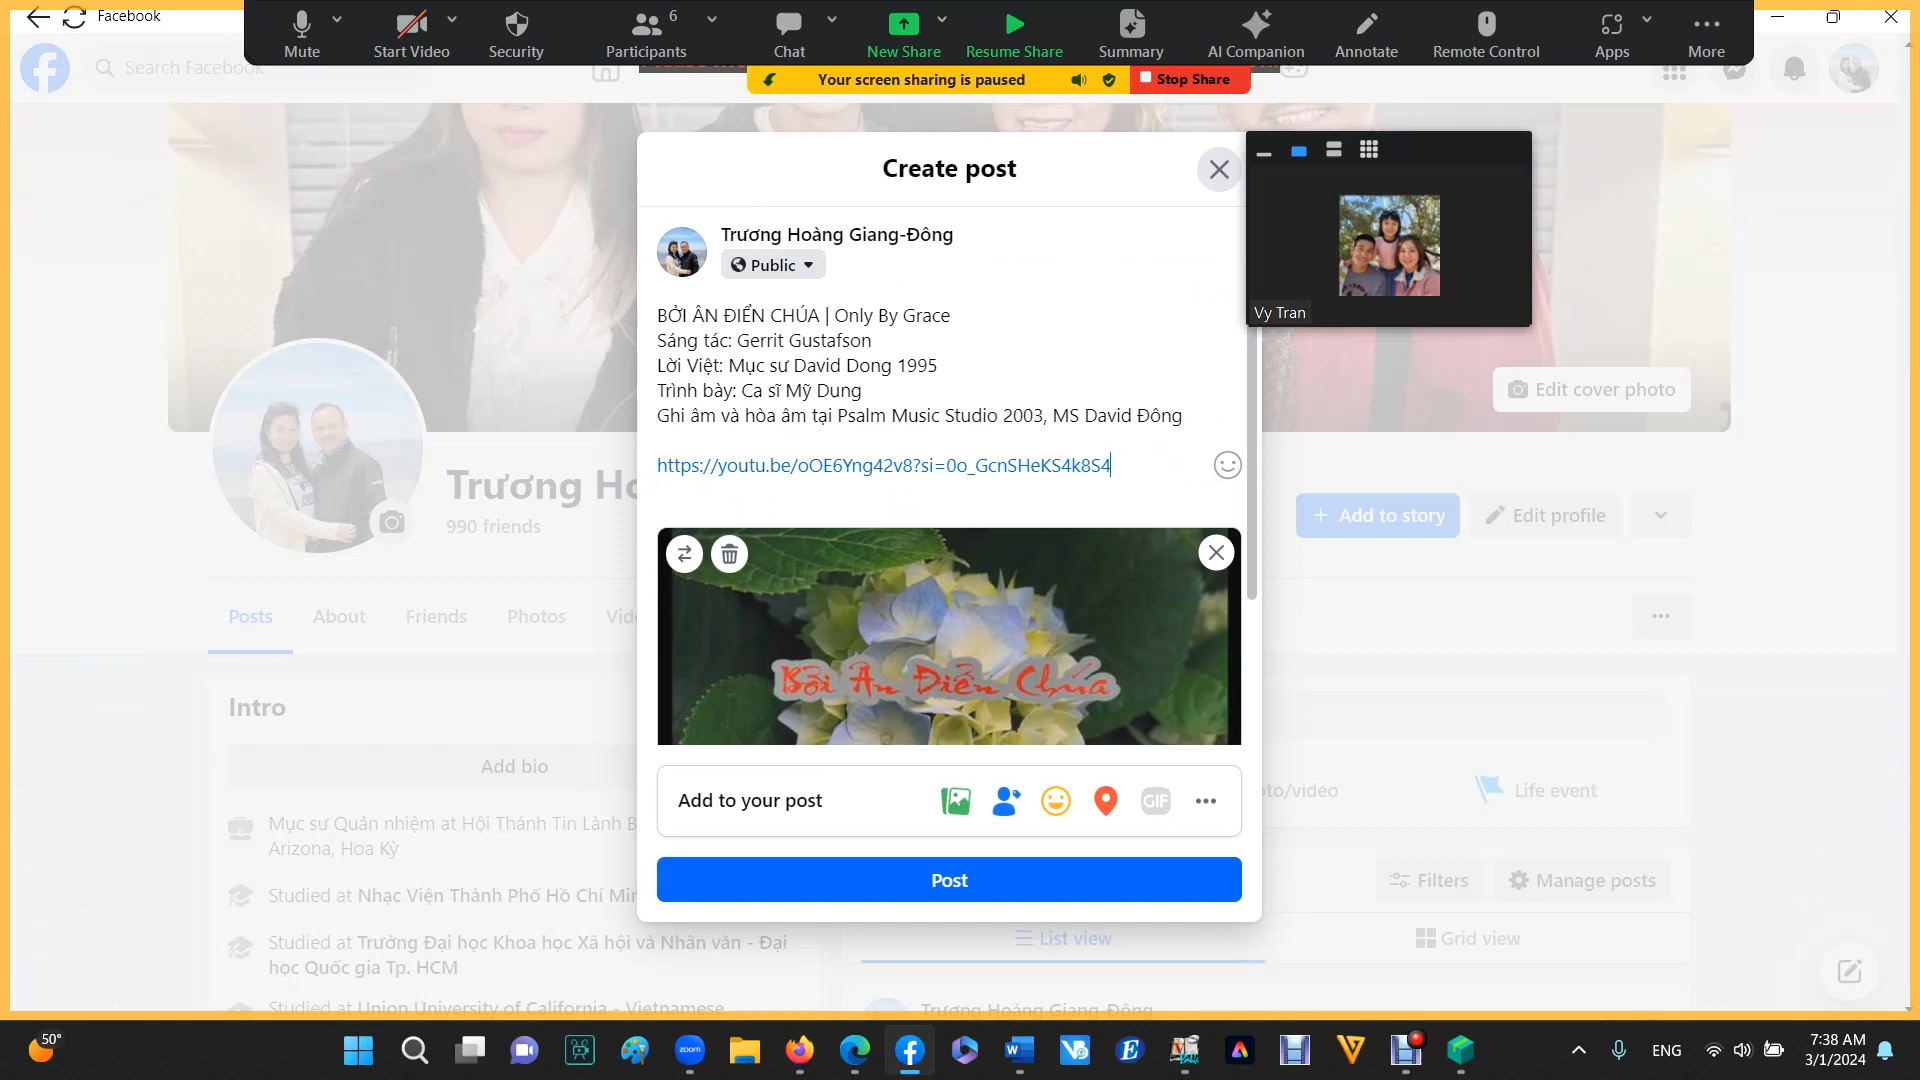 Facebook
Mute
Start Video
Security
Participants
6
Chat
New Share
Resume Share
Summary
AI Companion
Annotate
Remote Control
Apps
More
Search Facebook
Your screen sharing is paused
Stop Share
Create post
Trương Hoàng Giang-Đông
Public
Vy Tran
BỞI ÂN ĐIỂN CHÚA | Only By Grace
Sáng tác: Gerrit Gustafson
Lời Việt: Mục sư David Dong 1995
Trình bày: Ca sĩ Mỹ Dung
Ghi âm và hòa âm tại Psalm Music Studio 2003, MS David Đông
https://youtu.be/oOE6Yng42v8?si=0o_GcnSHeKS4k8S4
Bởi Ân Điển Chúa
Add to your post
GIF
Post
Edit cover photo
Trương Ho
990 friends
+ Add to story
Edit profile
Posts
About
Friends
Photos
Vid
Intro
Add bio
Mục sư Quản nhiệm at Hội Thánh Tin Lành B
Arizona, Hoa Kỳ
Studied at Nhạc Viện Thành Phố Hồ Chí Min
Studied at Trường Đại học Khoa học Xã hội và Nhân văn - Đại
học Quốc gia Tp. HCM
Studied at Union University of California - Vietnamese
oto/video
Life event
Filters
Manage posts
List view
Grid view
Trương Hoàng Giang-Đông
50°
zoom
ENG
7:38 AM
3/1/2024